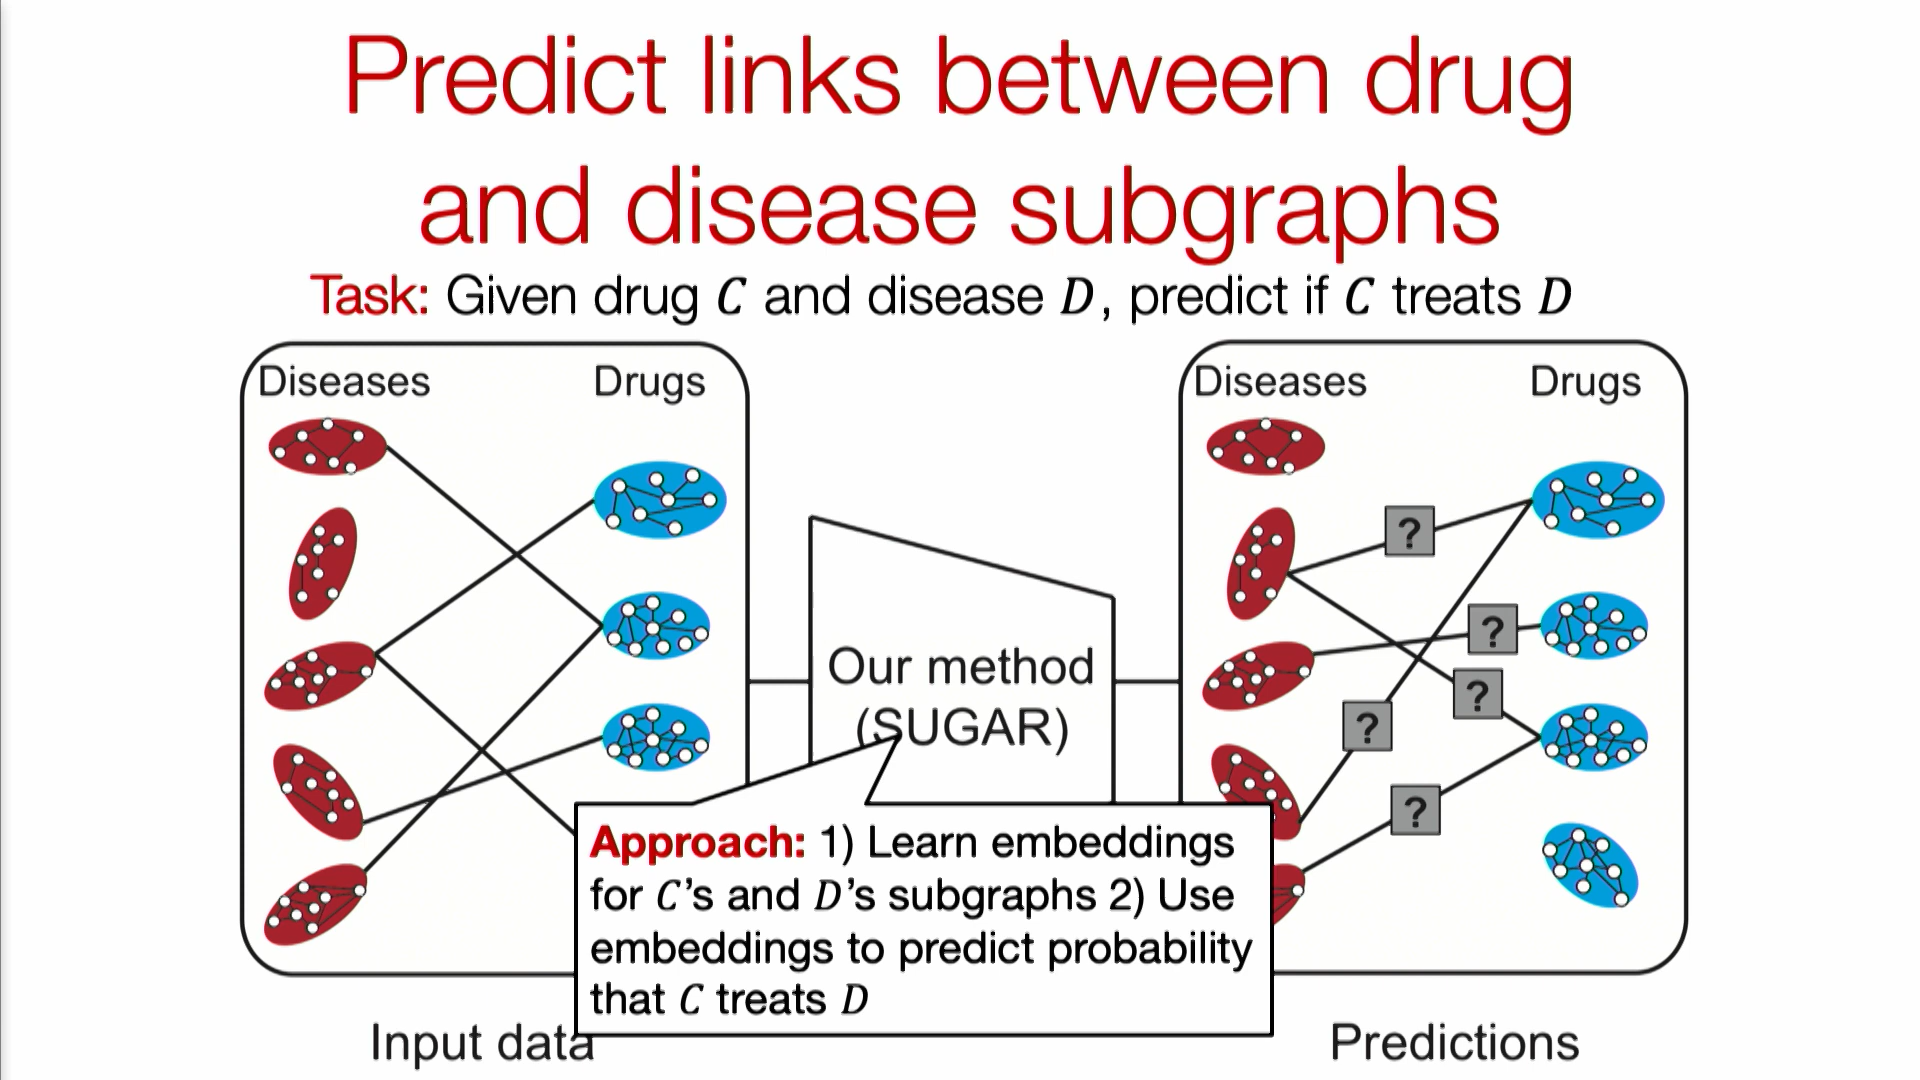 Predict links between drug
and disease subgraphs
Task: Given drug C and disease D, predict if C treats D
Diseases
Drugs
Diseases
Drugs
?
?
?
?
?
Our method
(SUGAR)
Approach: 1) Learn embeddings
for C’s and D’s subgraphs 2) Use
embeddings to predict probability
that C treats D
Input data
Predictions